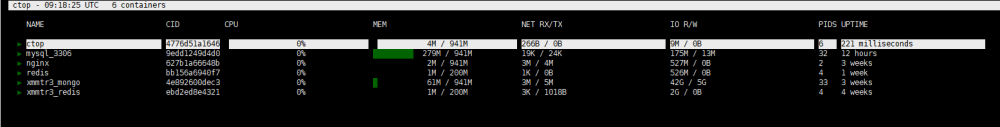 ctop - 09:18:25 UTC 6 containers
NAME CID CPU MEM NET RX/TX IO R/W PIDS UPTIME
ctop 4776d51a1646 0% 4M / 941M 266B / 0B 9M / 0B 6 221 milliseconds
mysql_3306 9edd1249d4d0 0% 279M / 941M 19K / 24K 175M / 13M 32 12 hours
nginx 627b1a66648b 0% 2M / 941M 3M / 4M 527M / 0B 2 3 weeks
redis bb156a6940f7 0% 1M / 200M 1K / 0B 526M / 0B 4 1 week
xmmtr3_mongo 4e892600dec3 0% 61M / 941M 3M / 5M 42G / 5G 33 3 weeks
xmmtr3_redis ebd2ed8e4321 0% 1M / 200M 3K / 1018B 2G / 0B 4 4 weeks